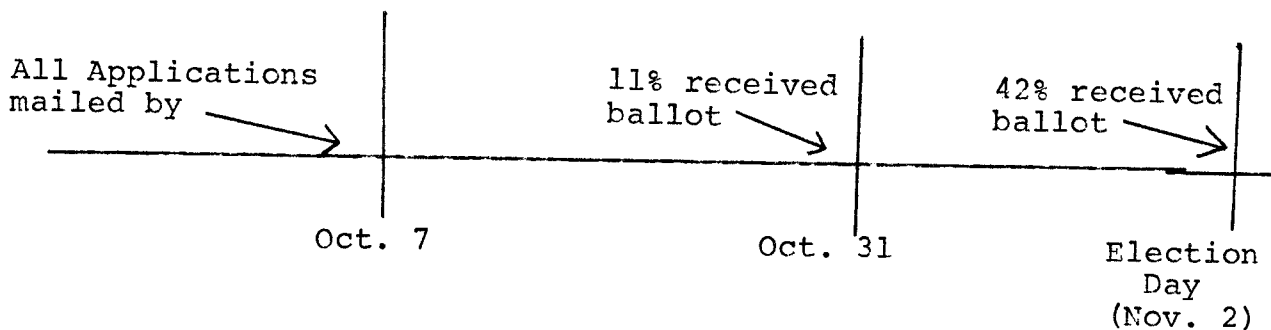 All Applications
mailed by
11% received
ballot
42% received
ballot
Oct. 7
Oct. 31
Election
Day
(Nov. 2)